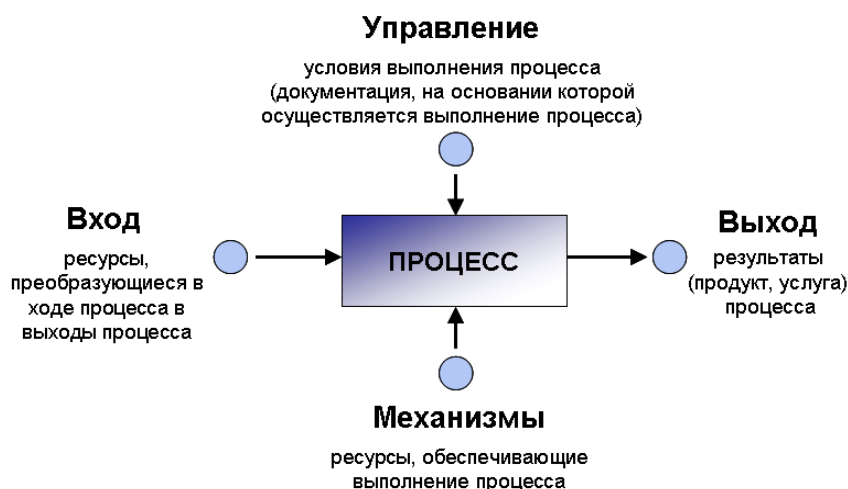 Управление
условия выполнения процесса
(документация, на основании которой
осуществляется выполнение процесса)
Вход
ресурсы,
преобразующиеся в
ходе процесса в
выходы процесса
ПРОЦЕСС
Выход
результаты
(продукт, услуга)
процесса
Механизмы
ресурсы, обеспечивающие
выполнение процесса